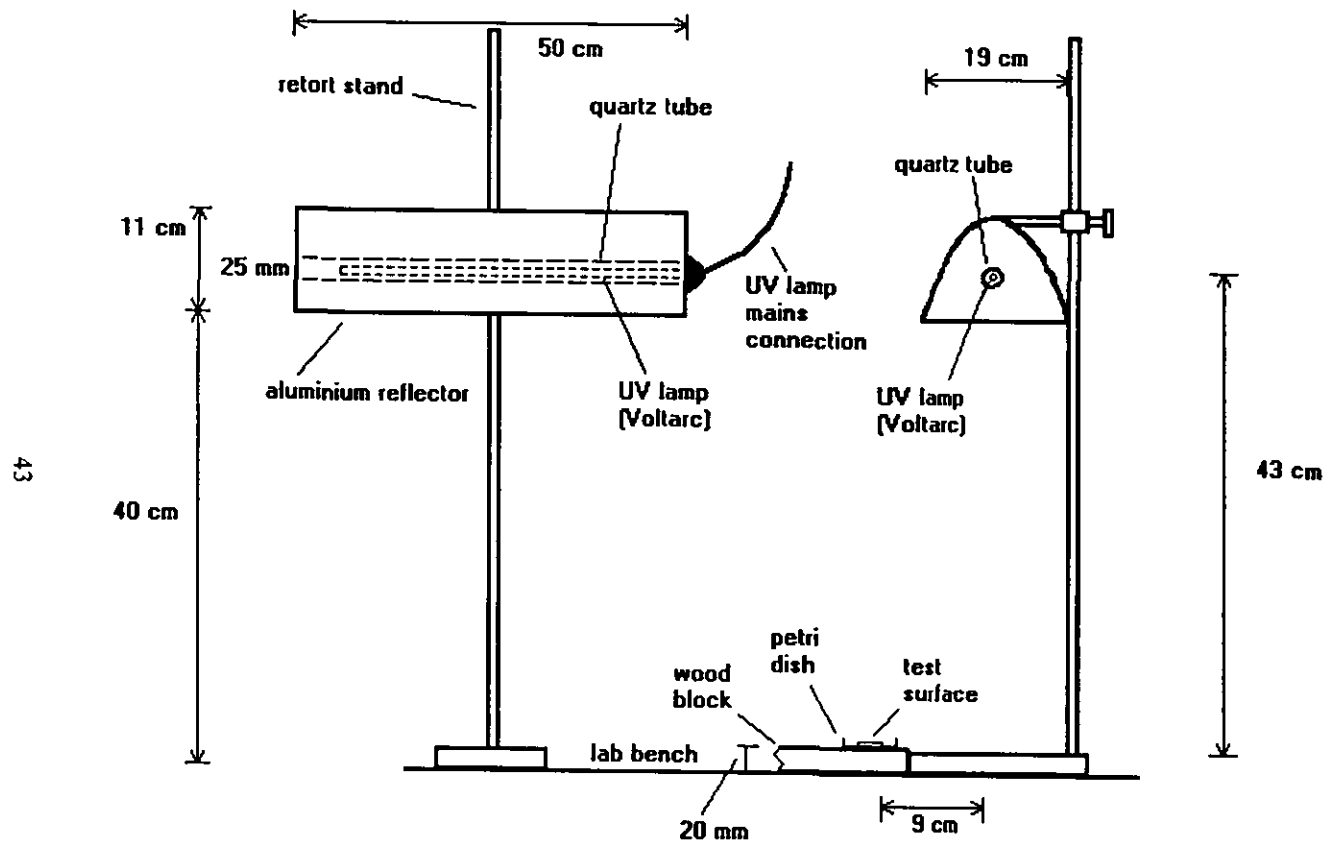 50 cm
19 cm
retort stand
quartz tube
quartz tube
11 cm
25 mm
UV lamp
mains
connection
aluminium reflector
UV lamp
(Voltarc)
UV lamp
(Voltarc)
43 cm
43
40 cm
petri
dish
wood
block
test
surface
lab bench
20 mm
9 cm